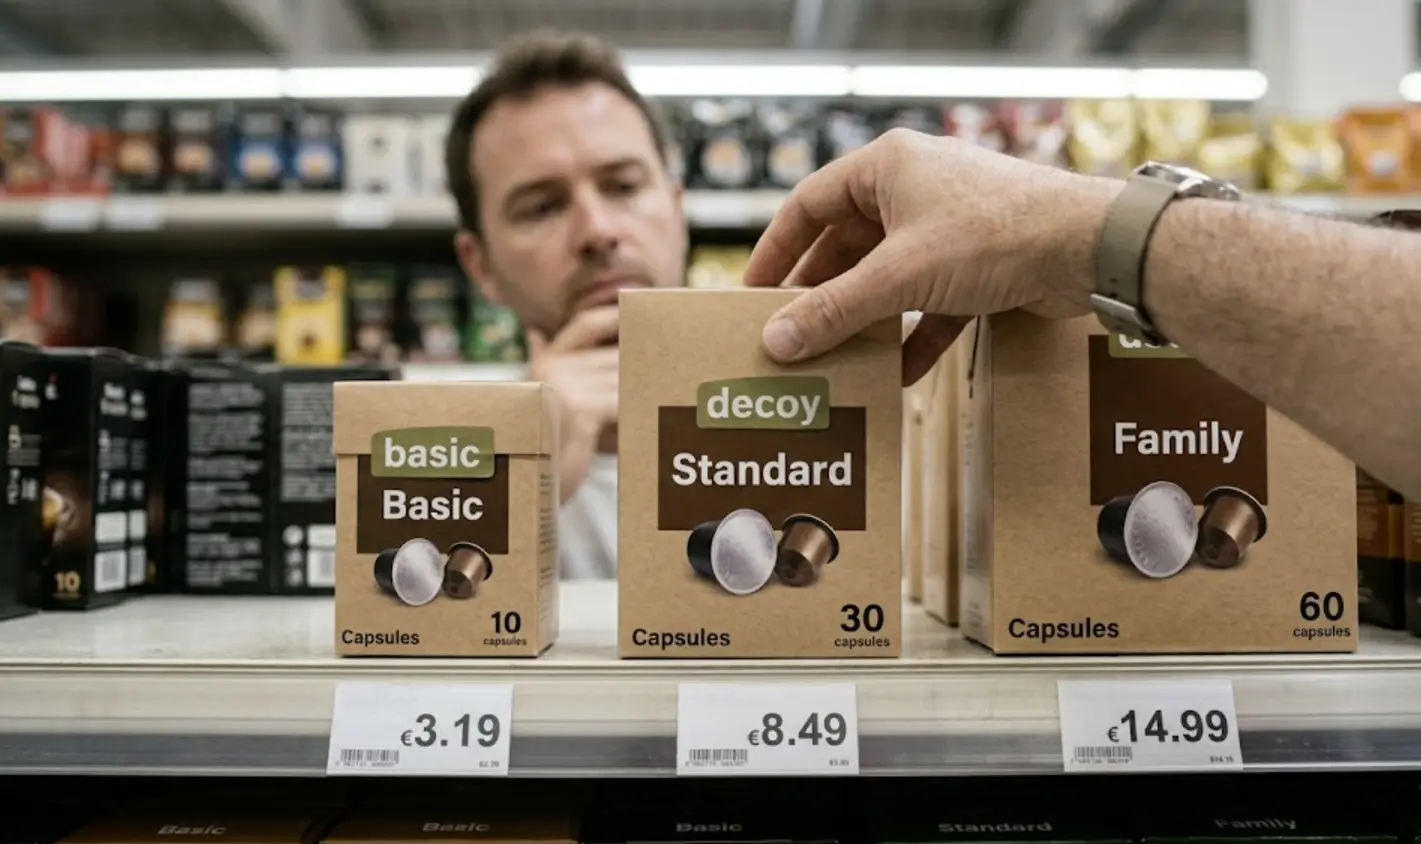 basic
Basic
Capsules
10
capsules
€3.19
decoy
Standard
Capsules
30
capsules
€8.49
Family
Capsules
60
capsules
€14.99
10
Basic
Basic
Basic
Standard
Family